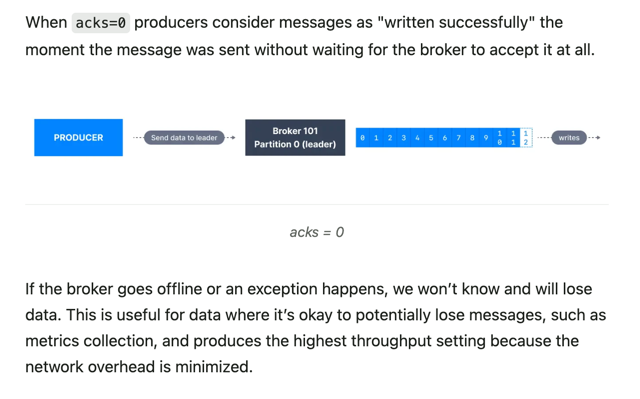 When acks=0 producers consider messages as "written successfully" the
moment the message was sent without waiting for the broker to accept it at all.
PRODUCER
Send data to leader
Broker 101
Partition 0 (leader)
0 1 2 3 4 5 6 7 8 9 10 11 12
writes
acks = 0
If the broker goes offline or an exception happens, we won’t know and will lose
data. This is useful for data where it’s okay to potentially lose messages, such as
metrics collection, and produces the highest throughput setting because the
network overhead is minimized.